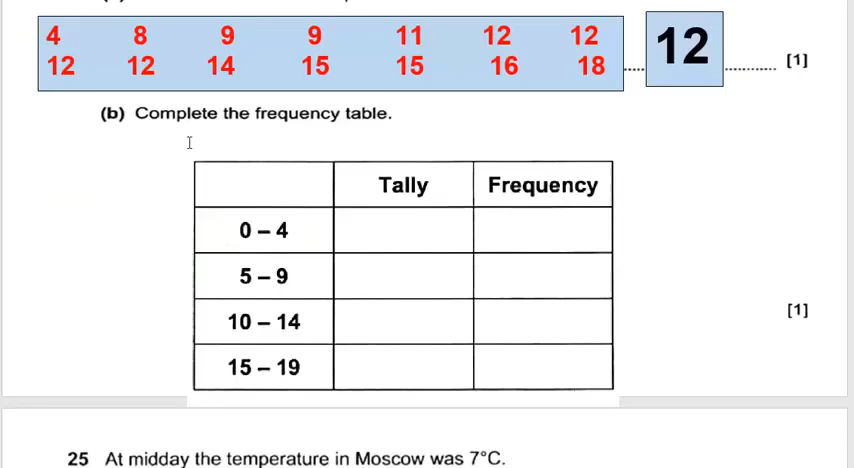 4 8 9 9 11 12 12
12 12 14 15 15 16 18
12
[1]
(b) Complete the frequency table.
Tally Frequency
0 – 4
5 – 9
10 – 14
15 – 19
[1]
25 At midday the temperature in Moscow was 7°C.